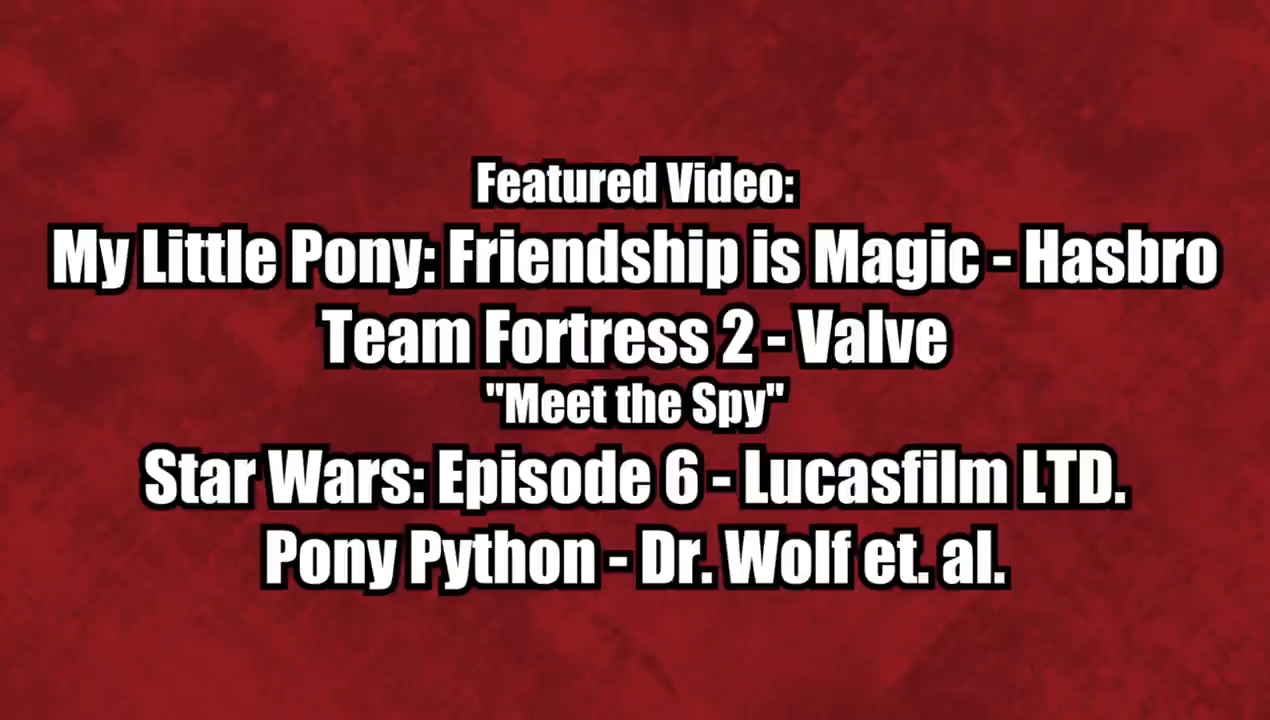 Featured Video:
My Little Pony: Friendship is Magic - Hasbro
Team Fortress 2 - Valve
"Meet the Spy"
Star Wars: Episode 6 - Lucasfilm LTD.
Pony Python - Dr. Wolf et. al.